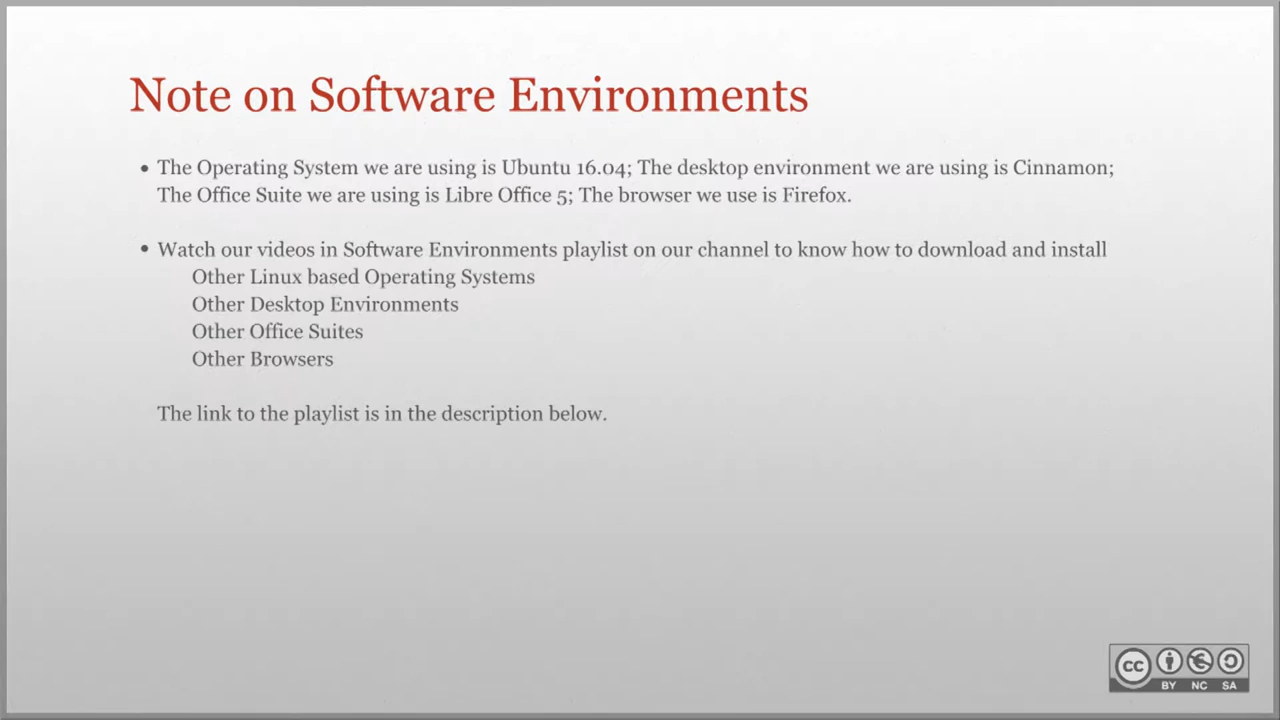 Note on Software Environments
• The Operating System we are using is Ubuntu 16.04; The desktop environment we are using is Cinnamon;
The Office Suite we are using is Libre Office 5; The browser we use is Firefox.
• Watch our videos in Software Environments playlist on our channel to know how to download and install
Other Linux based Operating Systems
Other Desktop Environments
Other Office Suites
Other Browsers
The link to the playlist is in the description below.
cc
BY NC SA